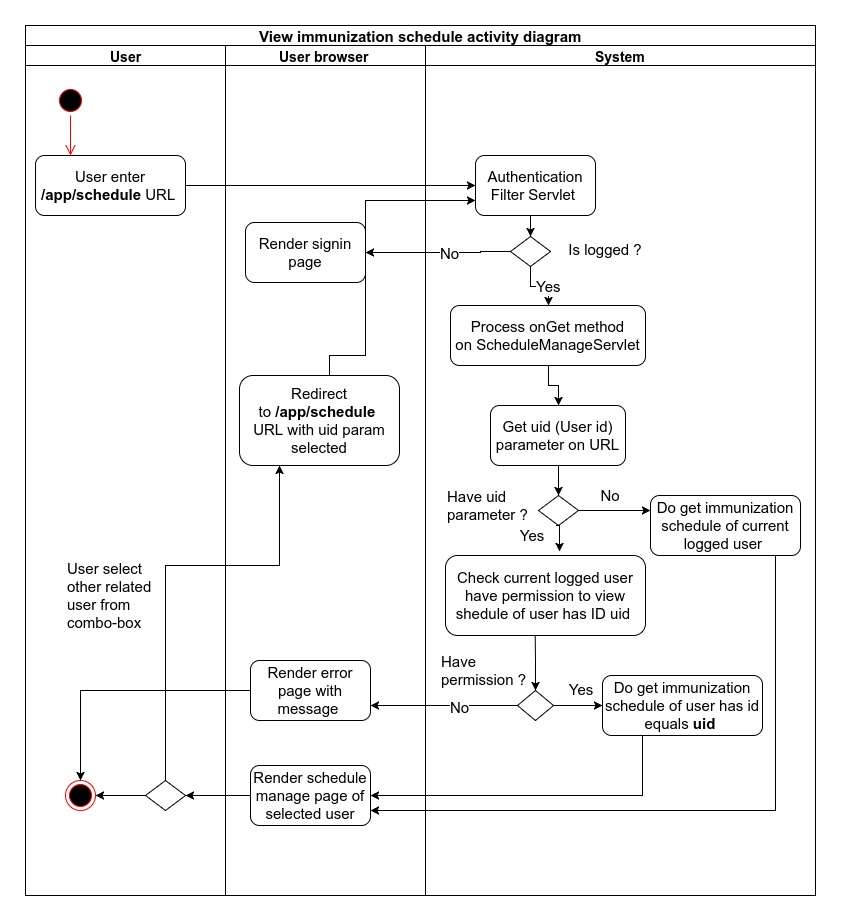 View immunization schedule activity diagram
User
User browser
System
User enter
/app/schedule URL
Authentication
Filter Servlet
Render signin
page
No
Is logged ?
Yes
Process onGet method
on ScheduleManageServlet
Redirect
to /app/schedule
URL with uid param
selected
Get uid (User id)
parameter on URL
Have uid
parameter ?
No
Do get immunization
schedule of current
logged user
Yes
User select
other related
user from
combo-box
Check current logged user
have permission to view
shedule of user has ID uid
Render error
page with
message
Have
permission ?
No
Yes
Do get immunization
schedule of user has id
equals uid
Render schedule
manage page of
selected user